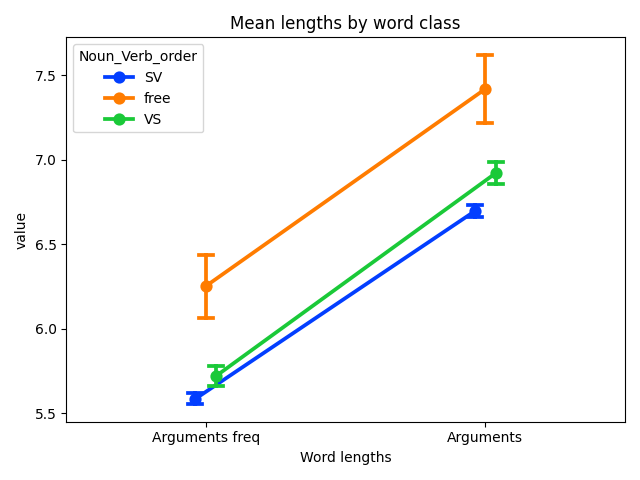 Mean lengths by word class
Noun_Verb_order
SV
free
VS
value
7.5
7.0
6.5
6.0
5.5
Arguments freq
Arguments
Word lengths